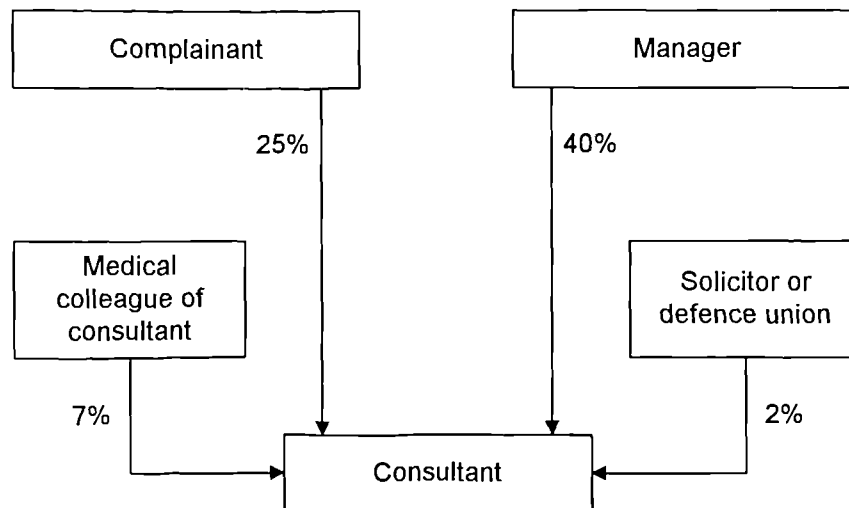 Complainant
Manager
25%
40%
Medical
colleague of
consultant
Solicitor or
defence union
7%
2%
Consultant